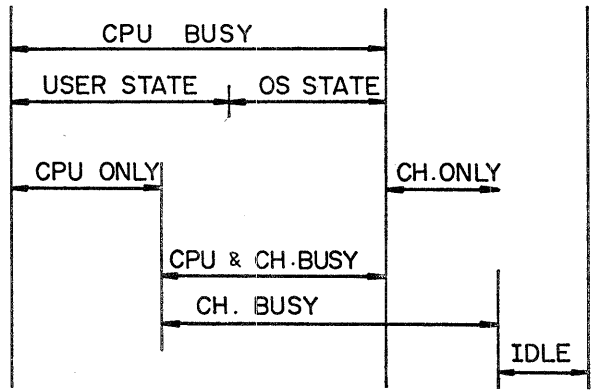 CPU BUSY
USER STATE OS STATE
CPU ONLY CH.ONLY
CPU & CH.BUSY
CH. BUSY
IDLE